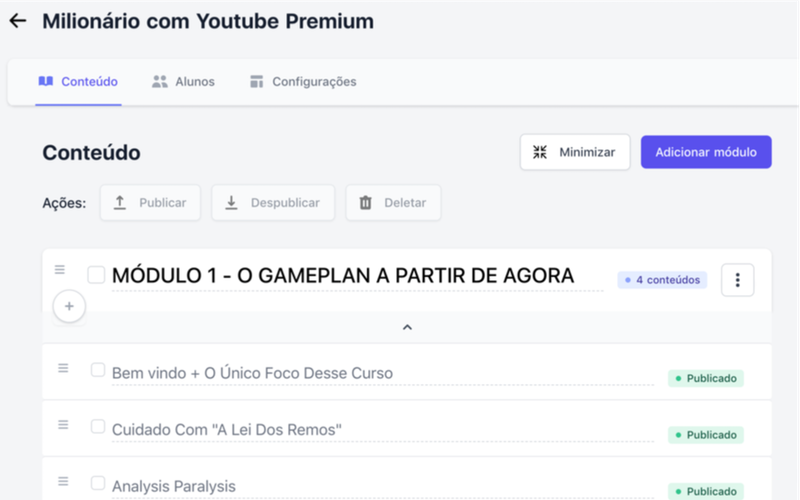 Milionário com Youtube Premium
Conteúdo Alunos Configurações
Conteúdo Minimizar Adicionar módulo
Ações: Publicar Despublicar Deletar
MÓDULO 1 - O GAMEPLAN A PARTIR DE AGORA 4 conteúdos
Bem vindo + O Único Foco Desse Curso Publicado
Cuidado Com "A Lei Dos Remos" Publicado
Analysis Paralysis Publicado